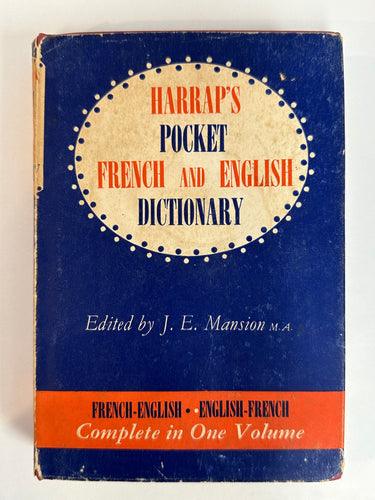 HARRAP'S
POCKET
FRENCH AND ENGLISH
DICTIONARY
Edited by J. E. Mansion M.A.
FRENCH-ENGLISH • • ENGLISH-FRENCH
Complete in One Volume